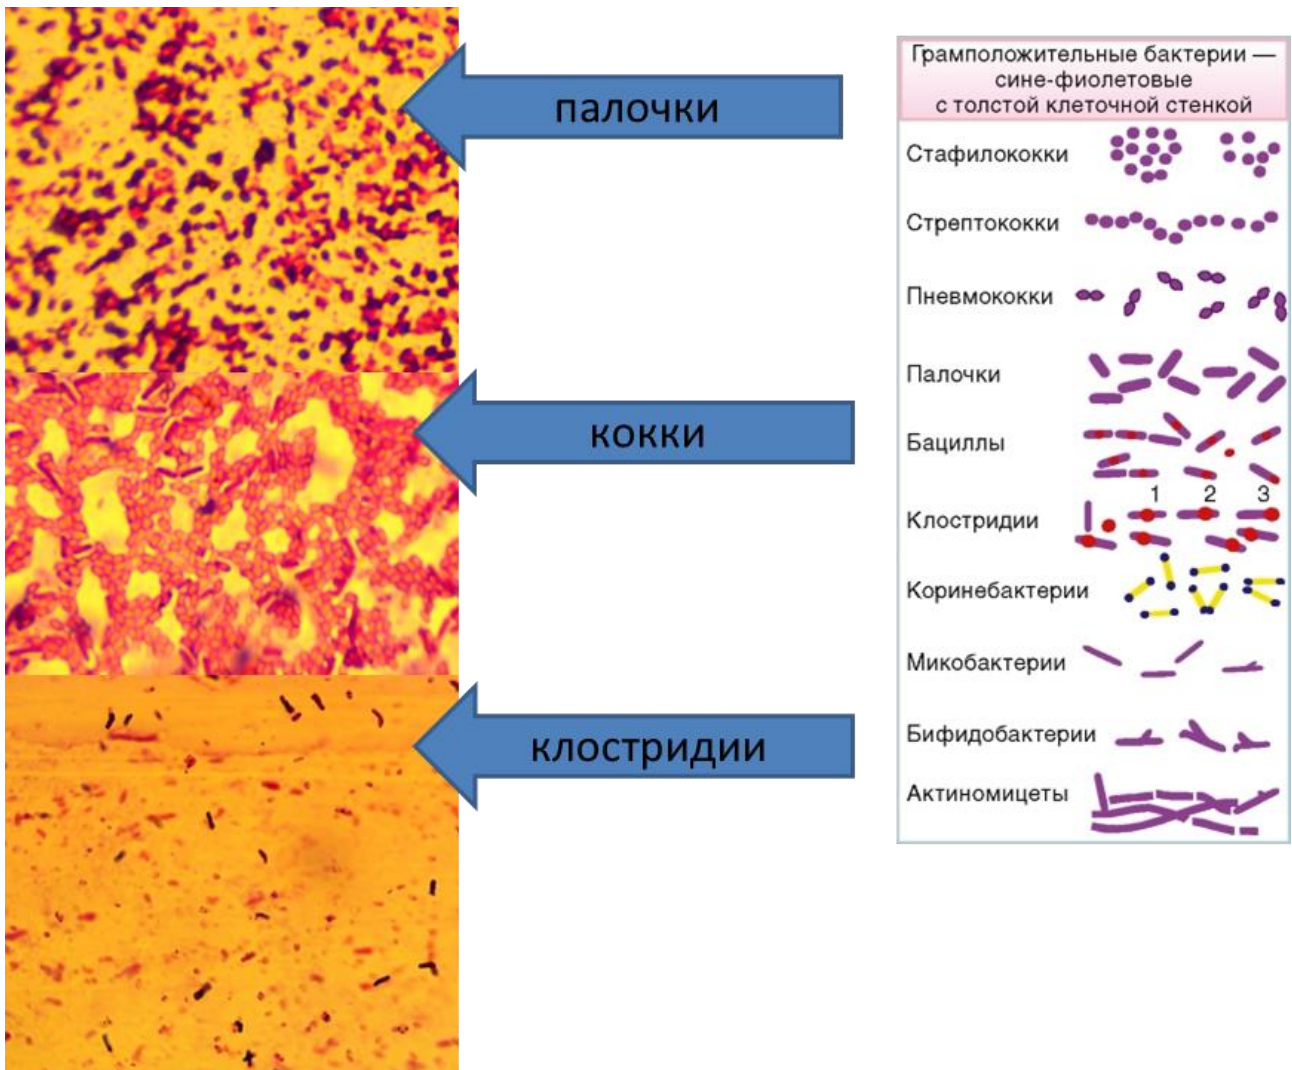 палочки
кокки
клостридии
Грамположительные бактерии —
сине-фиолетовые
с толстой клеточной стенкой
Стафилококки
Стрептококки
Пневмококки
Палочки
Бациллы
1 2 3
Клостридии
Коринебактерии
Микобактерии
Бифидобактерии
Актиномицеты